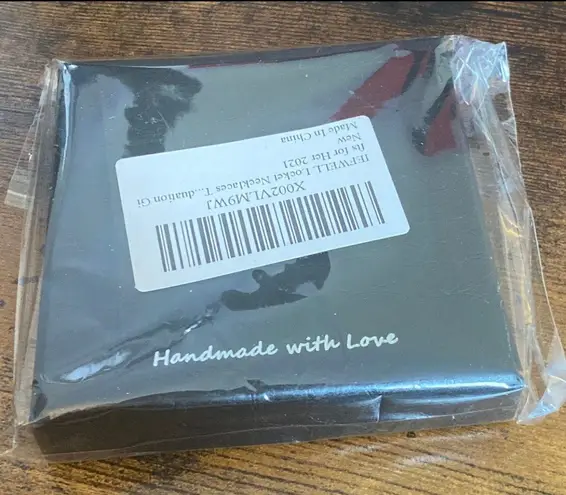 X002VLM9WJ
IEFWELL Locket Necklaces T...duation Gi
fts for Her 2021
New
Made In China
Handmade with Love